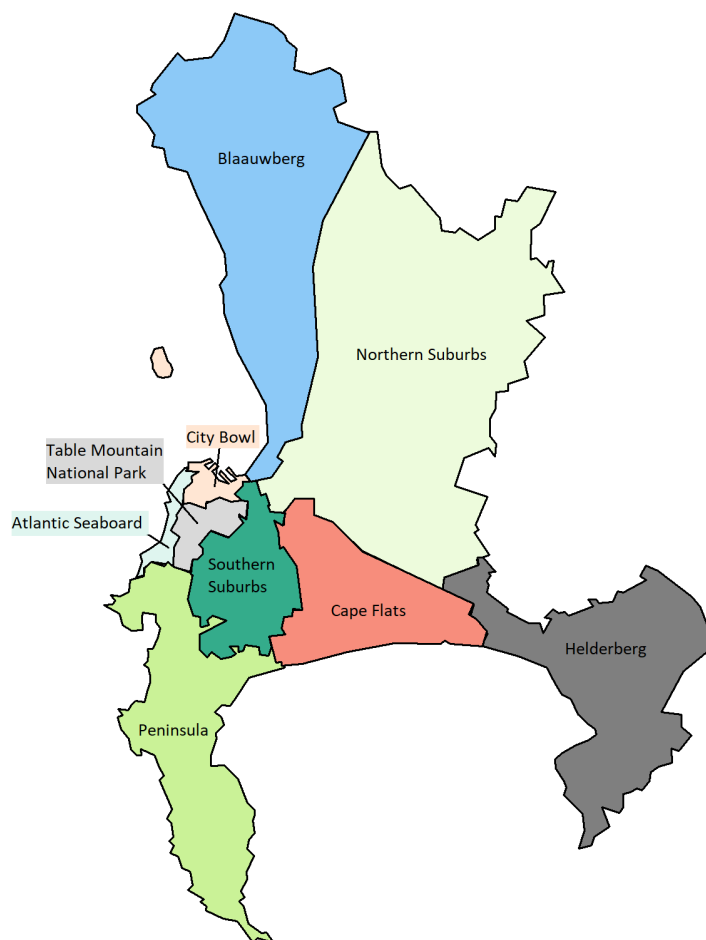 Blaauwberg
Northern Suburbs
City Bowl
Table Mountain
National Park
Atlantic Seaboard
Southern
Suburbs
Cape Flats
Helderberg
Peninsula